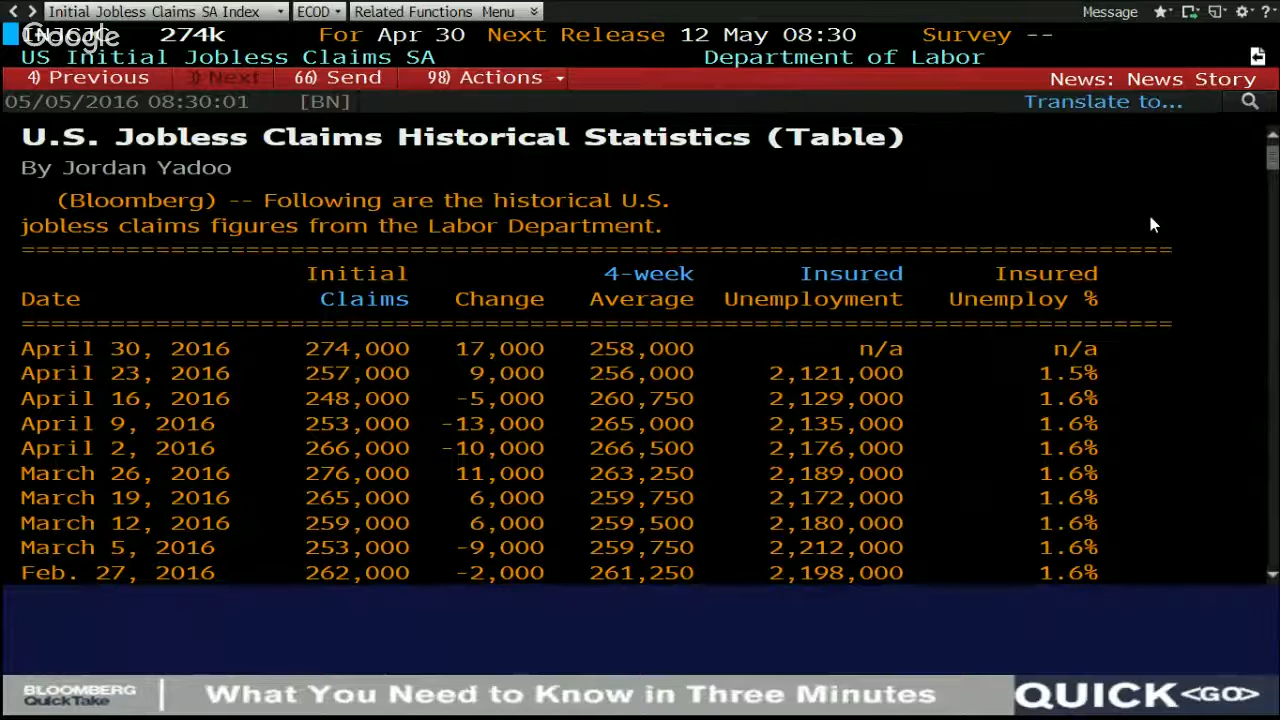 Initial Jobless Claims SA Index ECOD Related Functions Menu Message ?
Google 274k For Apr 30 Next Release 12 May 08:30 Survey --
US Initial Jobless Claims SA Department of Labor
4) Previous Next 66) Send 98) Actions News: News Story
05/05/2016 08:30:01 [BN] Translate to...
U.S. Jobless Claims Historical Statistics (Table)
By Jordan Yadoo
(Bloomberg) -- Following are the historical U.S.
jobless claims figures from the Labor Department.
Initial 4-week Insured Insured
Date Claims Change Average Unemployment Unemploy %
April 30, 2016 274,000 17,000 258,000 n/a n/a
April 23, 2016 257,000 9,000 256,000 2,121,000 1.5%
April 16, 2016 248,000 -5,000 260,750 2,129,000 1.6%
April 9, 2016 253,000 -13,000 265,000 2,135,000 1.6%
April 2, 2016 266,000 -10,000 266,500 2,176,000 1.6%
March 26, 2016 276,000 11,000 263,250 2,189,000 1.6%
March 19, 2016 265,000 6,000 259,750 2,172,000 1.6%
March 12, 2016 259,000 6,000 259,500 2,180,000 1.6%
March 5, 2016 253,000 -9,000 259,750 2,212,000 1.6%
Feb. 27, 2016 262,000 -2,000 261,250 2,198,000 1.6%
BLOOMBERG
QuickTake
What You Need to Know in Three Minutes
QUICK <GO>